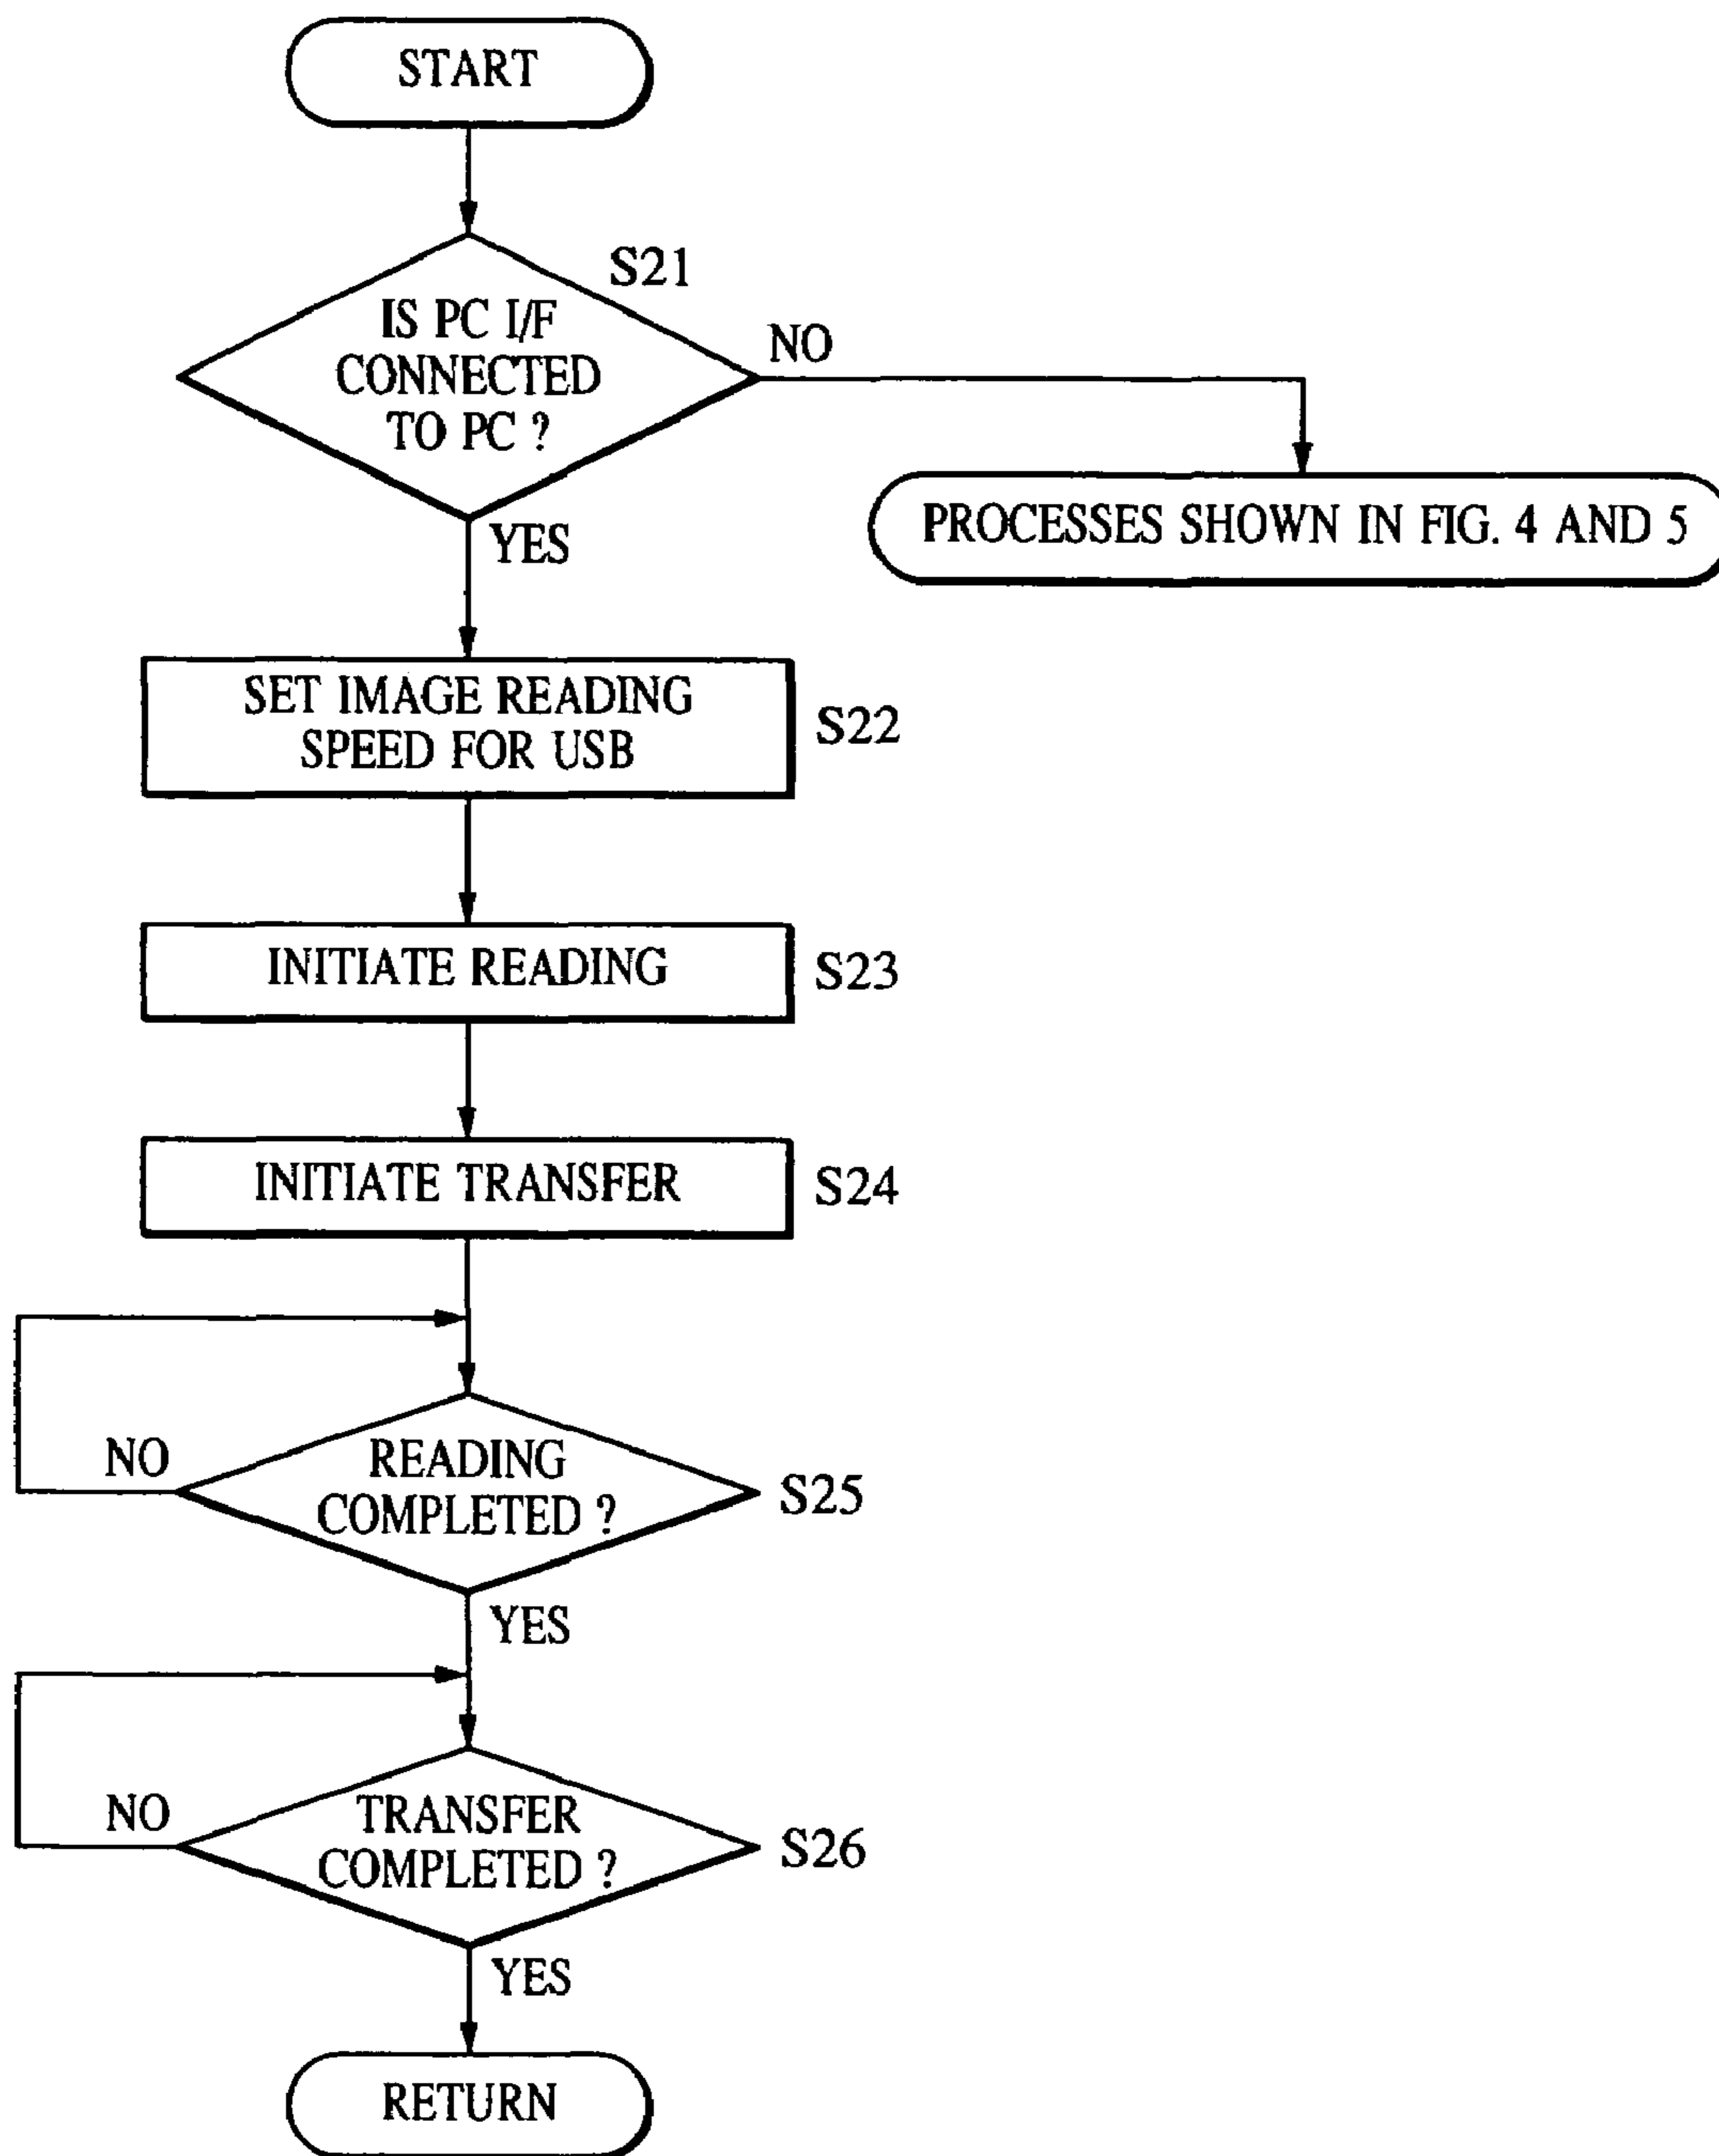 START
S21
IS PC I/F
CONNECTED
TO PC ?
NO
PROCESSES SHOWN IN FIG. 4 AND 5
YES
SET IMAGE READING
SPEED FOR USB
S22
INITIATE READING
S23
INITIATE TRANSFER
S24
NO
READING
COMPLETED ?
S25
YES
NO
TRANSFER
COMPLETED ?
S26
YES
RETURN